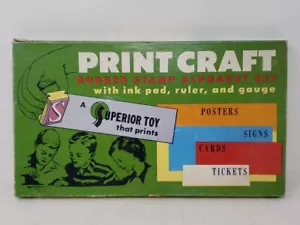 PRINT CRAFT
RUBBER STAMP ALPHABET SET
with ink pad, ruler, and gauge
S
A SUPERIOR TOY
that prints
POSTERS
SIGNS
CARDS
TICKETS